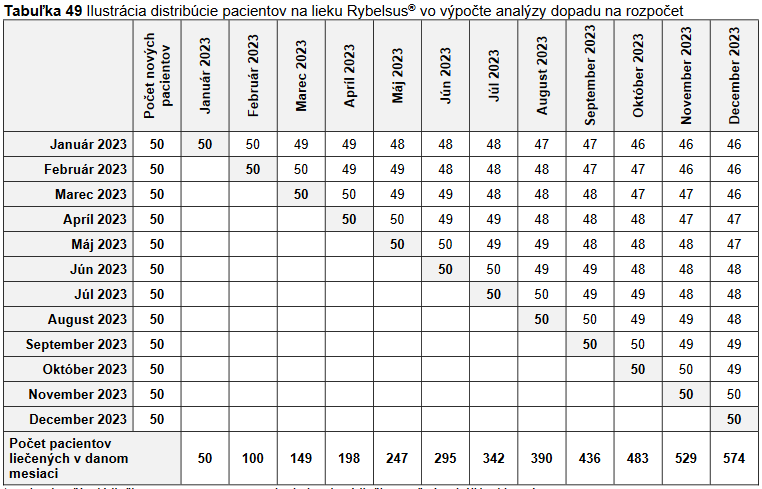 Tabuľka 49 Ilustrácia distribúcie pacientov na lieku Rybelsus® vo výpočte analýzy dopadu na rozpočet
Počet nových pacientov Január 2023 Február 2023 Marec 2023 Apríl 2023 Máj 2023 Jún 2023 Júl 2023 August 2023 September 2023 Október 2023 November 2023 December 2023
Január 2023 50 50 50 49 49 48 48 48 47 47 46 46 46
Február 2023 50 50 50 49 49 48 48 48 47 47 46 46
Marec 2023 50 50 50 49 49 48 48 48 47 47 46
Apríl 2023 50 50 50 49 49 48 48 48 47 47
Máj 2023 50 50 50 49 49 48 48 48 47
Jún 2023 50 50 50 49 49 48 48 48
Júl 2023 50 50 50 49 49 48 48
August 2023 50 50 50 49 49 48
September 2023 50 50 50 49 49
Október 2023 50 50 50 49
November 2023 50 50 50
December 2023 50 50
Počet pacientov
liečených v danom
mesiaci
50 100 149 198 247 295 342 390 436 483 529 574